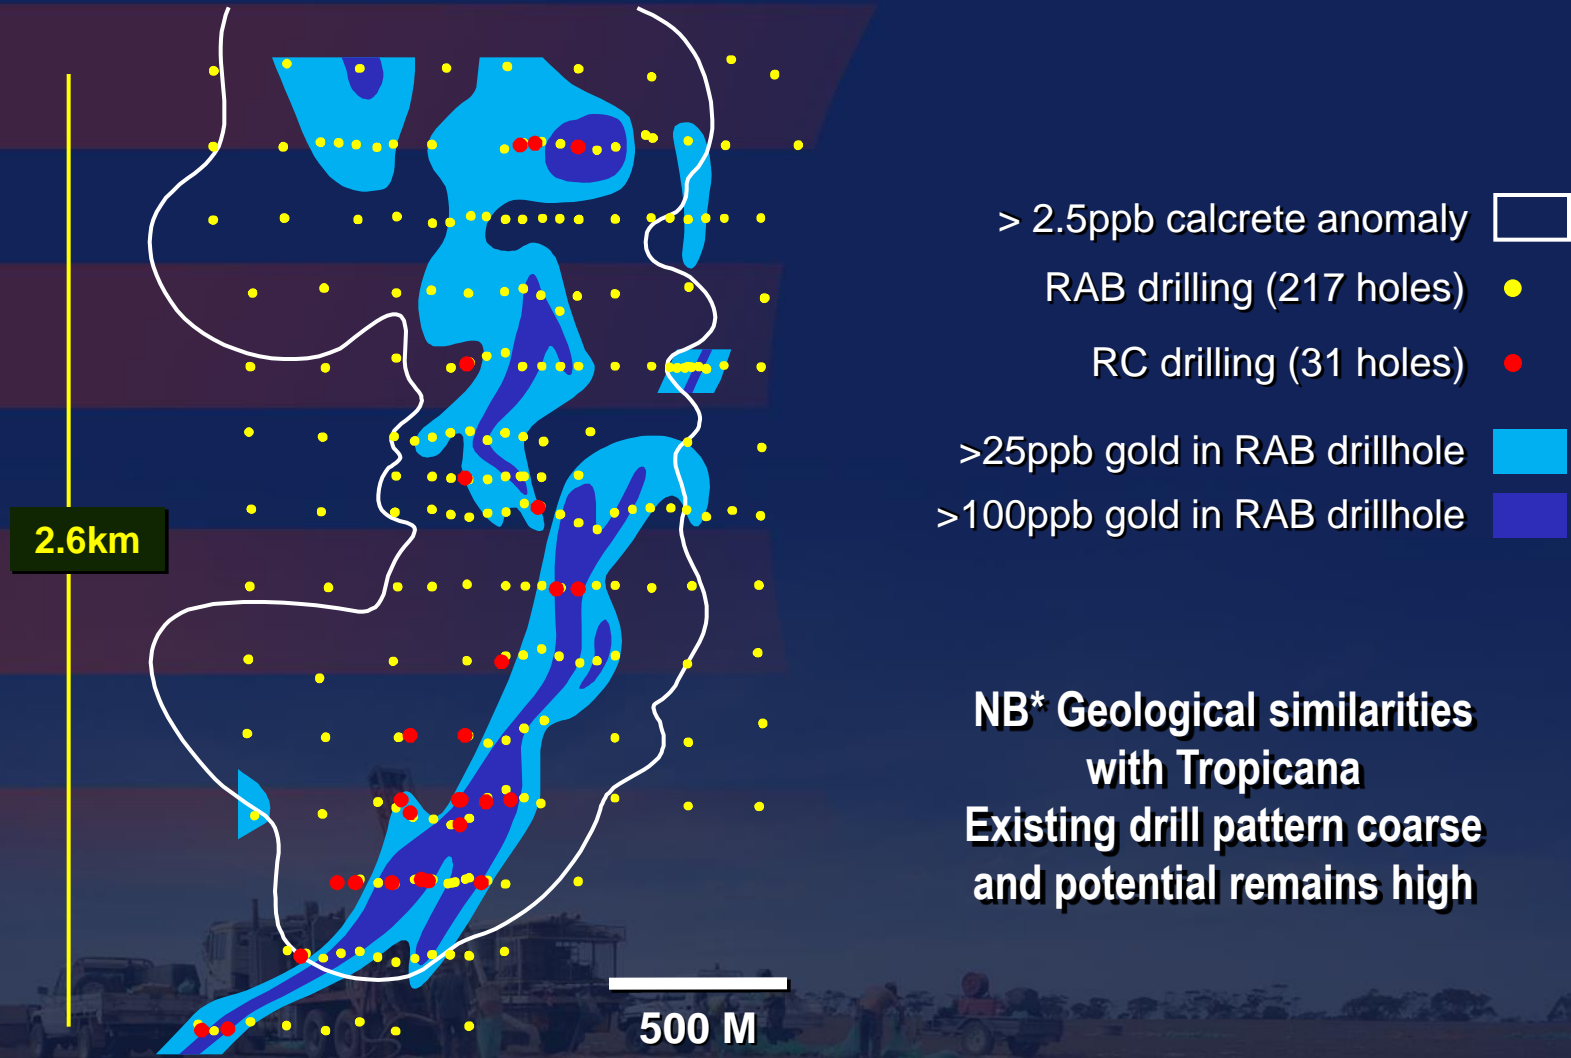 > 2.5ppb calcrete anomaly
RAB drilling (217 holes)
RC drilling (31 holes)
>25ppb gold in RAB drillhole
>100ppb gold in RAB drillhole
2.6km
NB* Geological similarities
with Tropicana
Existing drill pattern coarse
and potential remains high
500 M